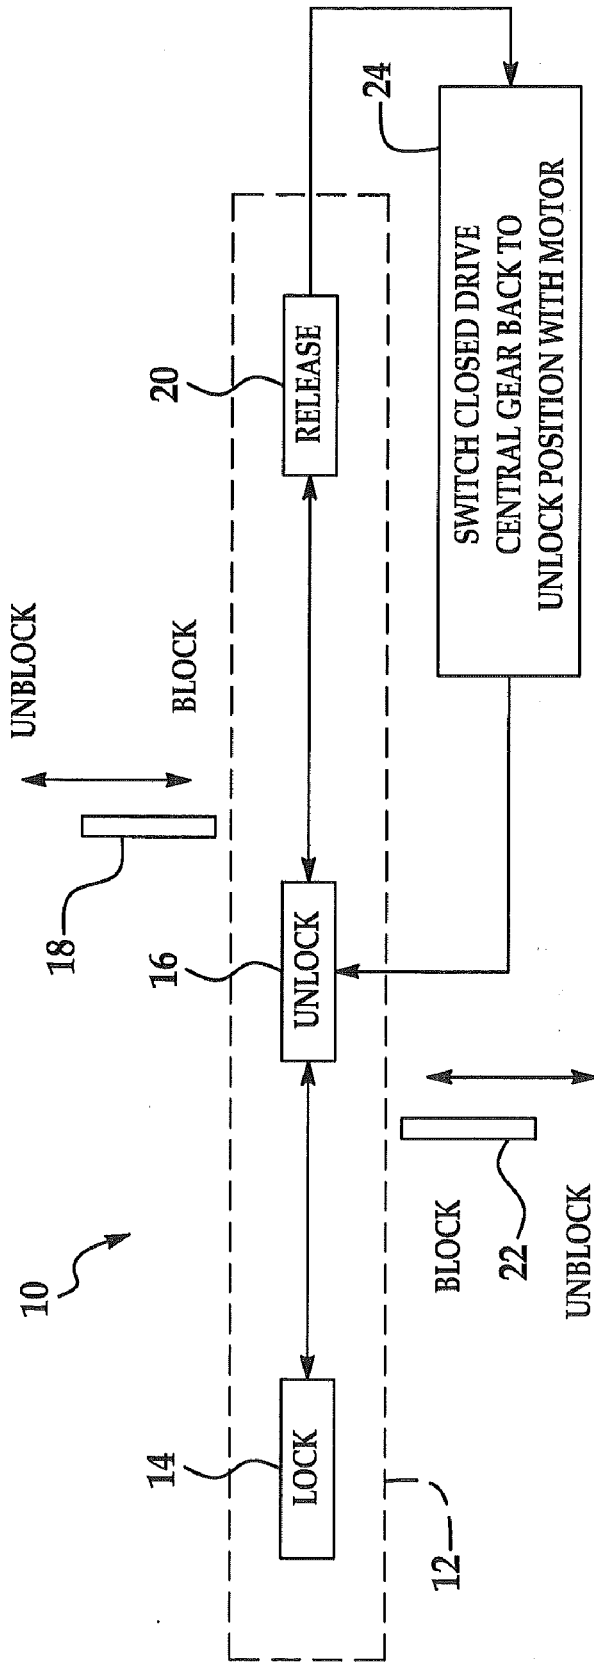 UNBLOCK
BLOCK
18
10
14
16
20
24
LOCK
UNLOCK
RELEASE
12
BLOCK
22
UNBLOCK
SWITCH CLOSED DRIVE
CENTRAL GEAR BACK TO
UNLOCK POSITION WITH MOTOR